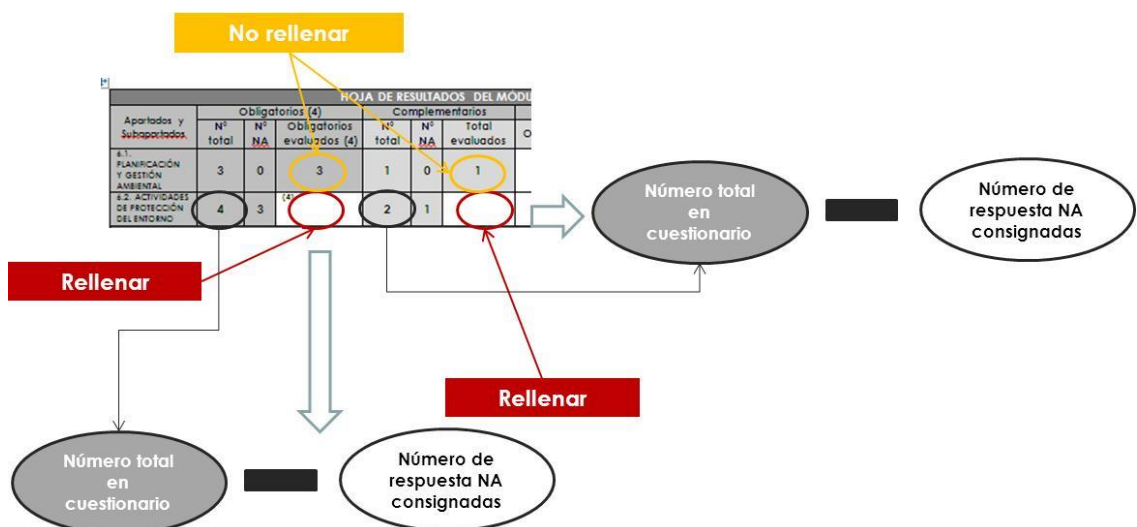 No rellenar
HOJA DE RESULTADOS DEL MÓDU
Apartados y
Subapartados
Obligatorios (4)
Complementarios
Nº
total
Nº
NA
Obligatorios
evaluados (4)
Nº
total
Nº
NA
Total
evaluados
O
6.1.
PLANIFICACIÓN
Y GESTIÓN
AMBIENTAL
3
0
3
1
0
1
6.2. ACTIVIDADES
DE PROTECCIÓN
DEL ENTORNO
4
3
(4)
2
1
Número total
en
cuestionario
Número de
respuesta NA
consignadas
Rellenar
Rellenar
Número total
en
cuestionario
Número de
respuesta NA
consignadas